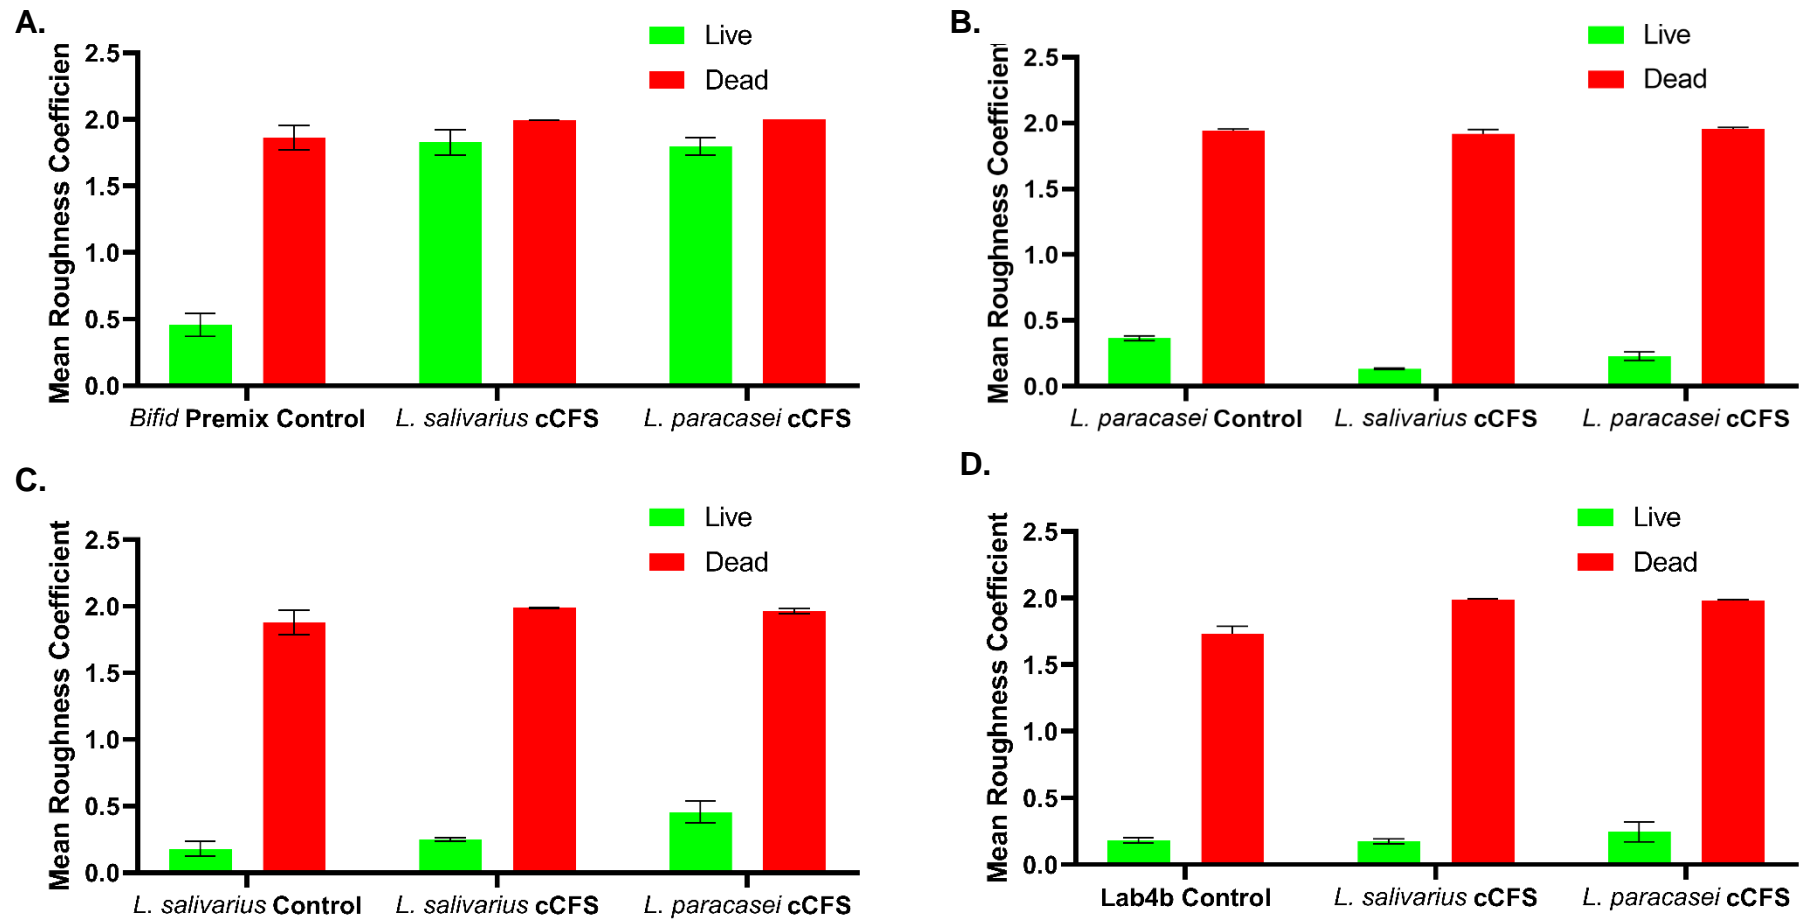 A.
Live
Dead
Mean Roughness Coefficien
2.5
2.0
1.5
1.0
0.5
0.0
Bifid Premix Control
L. salivarius cCFS
L. paracasei cCFS
B.
Live
Dead
Mean Roughness Coefficient
2.5
2.0
1.5
1.0
0.5
0.0
L. paracasei Control
L. salivarius cCFS
L. paracasei cCFS
C.
Live
Dead
Mean Roughness Coefficient
2.5
2.0
1.5
1.0
0.5
0.0
L. salivarius Control
L. salivarius cCFS
L. paracasei cCFS
D.
Live
Dead
Mean Roughness Coefficient
2.5
2.0
1.5
1.0
0.5
0.0
Lab4b Control
L. salivarius cCFS
L. paracasei cCFS